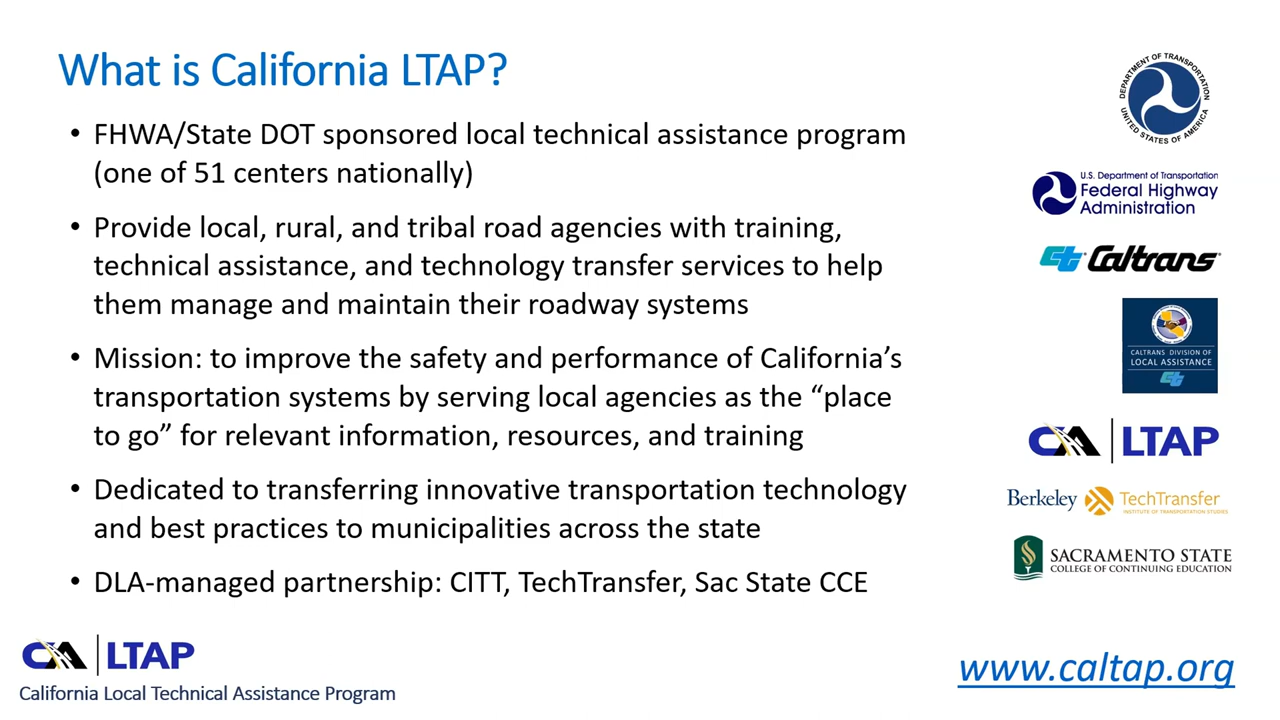 What is California LTAP?
• FHWA/State DOT sponsored local technical assistance program
(one of 51 centers nationally)
• Provide local, rural, and tribal road agencies with training,
technical assistance, and technology transfer services to help
them manage and maintain their roadway systems
• Mission: to improve the safety and performance of California’s
transportation systems by serving local agencies as the “place
to go” for relevant information, resources, and training
• Dedicated to transferring innovative transportation technology
and best practices to municipalities across the state
• DLA-managed partnership: CITT, TechTransfer, Sac State CCE
DEPARTMENT OF TRANSPORTATION
UNITED STATES OF AMERICA
U.S. Department of Transportation
Federal Highway
Administration
ct Caltrans
CALTRANS DIVISION OF
LOCAL ASSISTANCE
ct
CA LTAP
Berkeley TechTransfer
INSTITUTE OF TRANSPORTATION STUDIES
SACRAMENTO STATE
COLLEGE OF CONTINUING EDUCATION
CA LTAP
California Local Technical Assistance Program
www.caltap.org